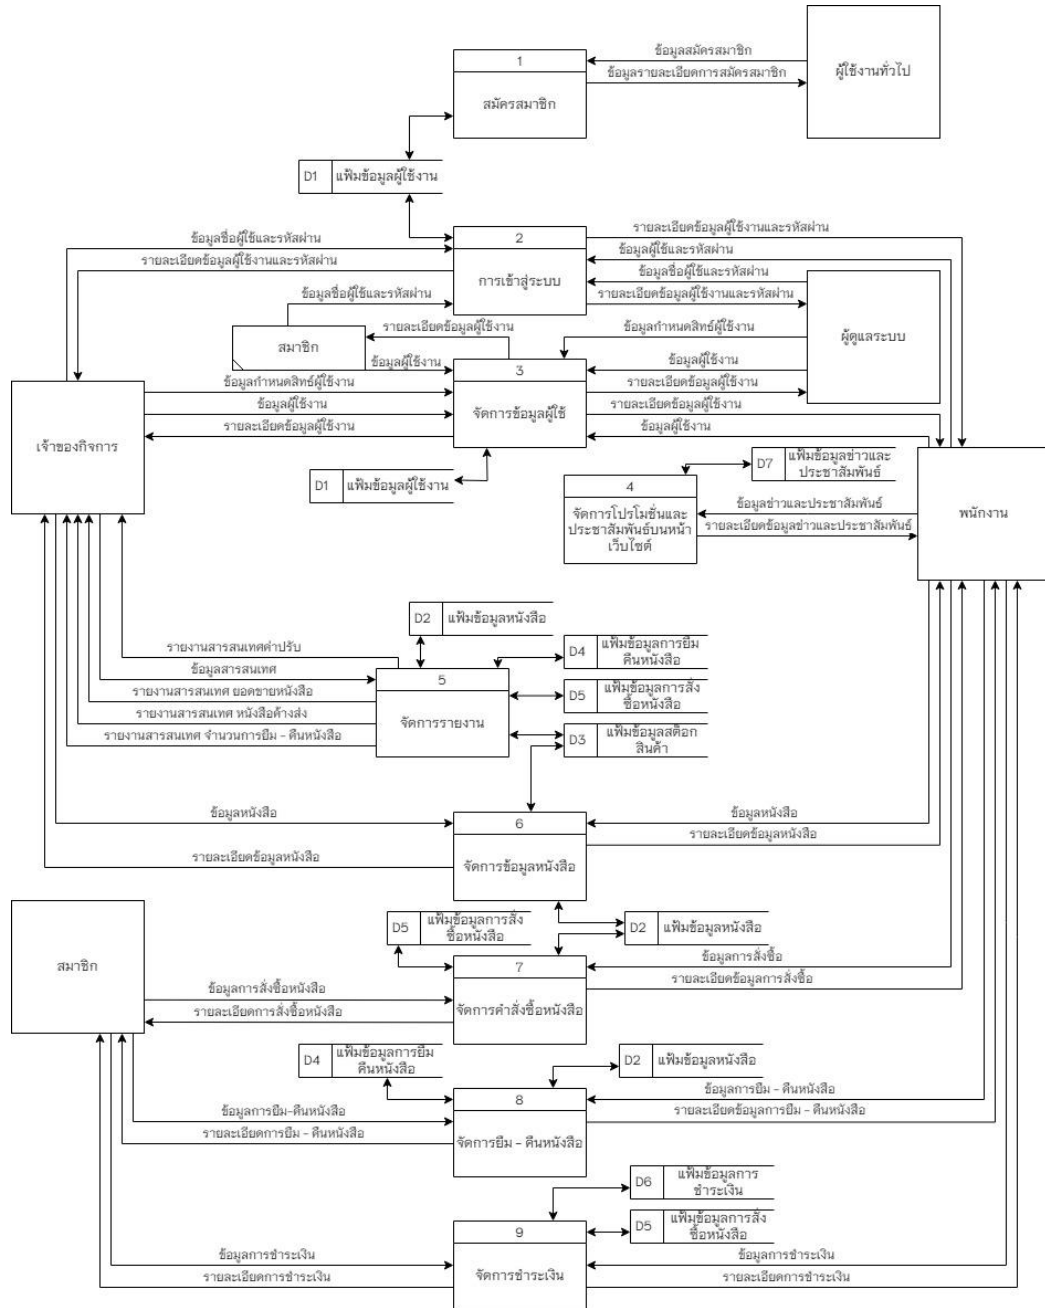 ข้อมูลสมัครสมาชิก
1
ข้อมูลรายละเอียดการสมัครสมาชิก
ผู้ใช้งานทั่วไป
สมัครสมาชิก
D1 แฟ้มข้อมูลผู้ใช้งาน
ข้อมูลชื่อผู้ใช้และรหัสผ่าน
รายละเอียดข้อมูลผู้ใช้งานและรหัสผ่าน
2
การเข้าสู่ระบบ
รายละเอียดข้อมูลผู้ใช้งานและรหัสผ่าน
ข้อมูลผู้ใช้และรหัสผ่าน
ข้อมูลชื่อผู้ใช้และรหัสผ่าน
รายละเอียดข้อมูลผู้ใช้งานและรหัสผ่าน
ข้อมูลชื่อผู้ใช้และรหัสผ่าน
รายละเอียดข้อมูลผู้ใช้งาน
สมาชิก
ข้อมูลผู้ใช้งาน
ข้อมูลกำหนดสิทธ์ผู้ใช้งาน
ผู้ดูแลระบบ
ข้อมูลผู้ใช้งาน
รายละเอียดข้อมูลผู้ใช้งาน
3
จัดการข้อมูลผู้ใช้
ข้อมูลกำหนดสิทธ์ผู้ใช้งาน
ข้อมูลผู้ใช้งาน
รายละเอียดข้อมูลผู้ใช้งาน
รายละเอียดข้อมูลผู้ใช้งาน
ข้อมูลผู้ใช้งาน
เจ้าของกิจการ
D1 แฟ้มข้อมูลผู้ใช้งาน
D7 แฟ้มข้อมูลข่าวและ
ประชาสัมพันธ์
4
จัดการโปรโมชั่นและ
ประชาสัมพันธ์บนหน้า
เว็บไซต์
ข้อมูลข่าวและประชาสัมพันธ์
รายละเอียดข้อมูลข่าวและประชาสัมพันธ์
พนักงาน
D2 แฟ้มข้อมูลหนังสือ
รายงานสารสนเทศค่าปรับ
ข้อมูลสารสนเทศ
รายงานสารสนเทศ ยอดขายหนังสือ
รายงานสารสนเทศ หนังสือค้างส่ง
รายงานสารสนเทศ จำนวนการยืม - คืนหนังสือ
5
จัดการรายงาน
D4 แฟ้มข้อมูลการยืม
คืนหนังสือ
D5 แฟ้มข้อมูลการสั่ง
ซื้อหนังสือ
D3 แฟ้มข้อมูลสต๊อก
สินค้า
ข้อมูลหนังสือ
รายละเอียดข้อมูลหนังสือ
6
จัดการข้อมูลหนังสือ
ข้อมูลหนังสือ
รายละเอียดข้อมูลหนังสือ
D5 แฟ้มข้อมูลการสั่ง
ซื้อหนังสือ
D2 แฟ้มข้อมูลหนังสือ
สมาชิก
7
จัดการคำสั่งซื้อหนังสือ
ข้อมูลการสั่งซื้อ
รายละเอียดข้อมูลการสั่งซื้อ
ข้อมูลการสั่งซื้อหนังสือ
รายละเอียดการสั่งซื้อหนังสือ
D4 แฟ้มข้อมูลการยืม
คืนหนังสือ
D2 แฟ้มข้อมูลหนังสือ
8
จัดการยืม - คืนหนังสือ
ข้อมูลการยืม - คืนหนังสือ
รายละเอียดข้อมูลการยืม - คืนหนังสือ
ข้อมูลการยืม-คืนหนังสือ
รายละเอียดการยืม - คืนหนังสือ
D6 แฟ้มข้อมูลการ
ชำระเงิน
D5 แฟ้มข้อมูลการสั่ง
ซื้อหนังสือ
9
จัดการชำระเงิน
ข้อมูลการชำระเงิน
รายละเอียดการชำระเงิน
ข้อมูลการชำระเงิน
รายละเอียดการชำระเงิน